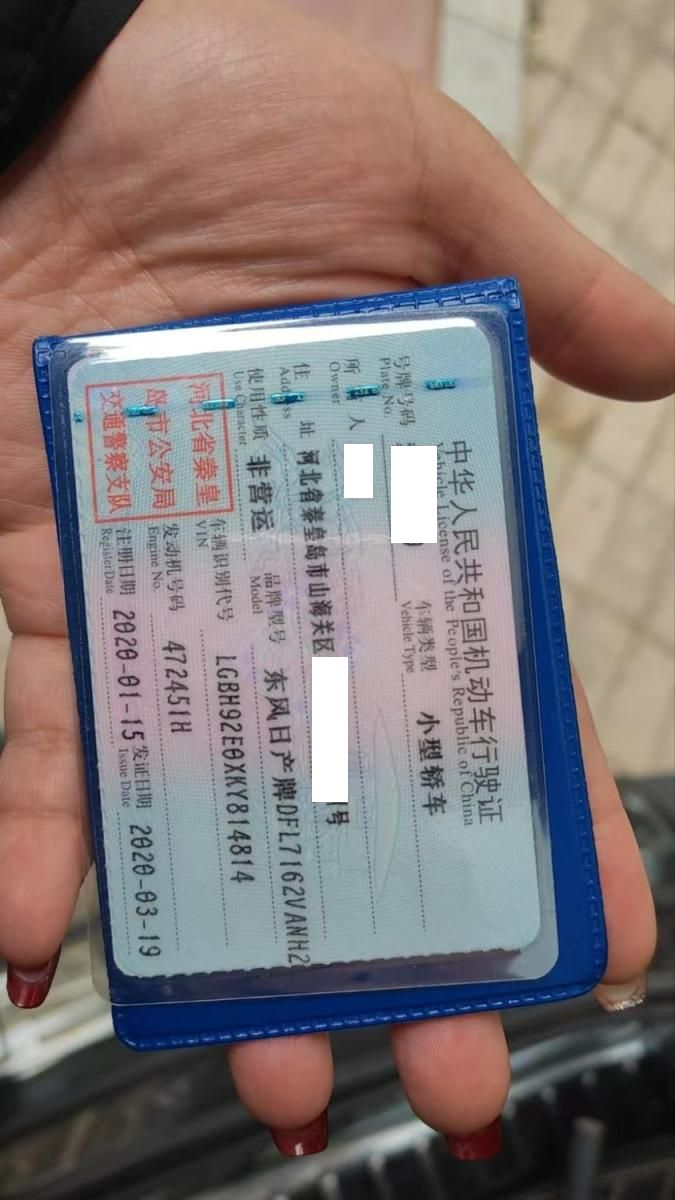 中华人民共和国机动车行驶证
Vehicle License of the People's Republic of China
号牌号码
Plate No.
车辆类型 小型轿车
Vehicle Type
所 人
Owner
住 址 河北省秦皇岛市山海关区 号
Address
使用性质 非营运
Use Character
品牌型号 东风日产牌DFL7162VANH2
Model
河北省秦皇
岛市公安局
交通警察支队
车辆识别代号 LGBH92E0XKY814814
VIN
发动机号码 472451H
Engine No.
注册日期 2020-01-15
Register Date
发证日期 2020-03-19
Issue Date